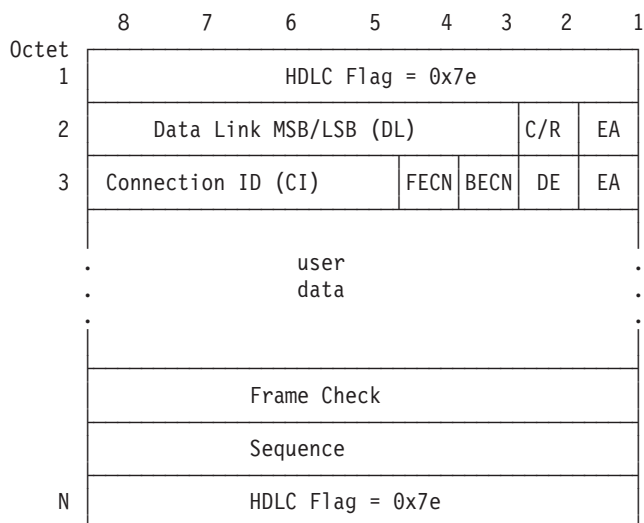 8 7 6 5 4 3 2 1
Octet
1 HDLC Flag = 0x7e
2 Data Link MSB/LSB (DL) C/R EA
3 Connection ID (CI) FECN BECN DE EA
. user .
. data .
. .
Frame Check
Sequence
N HDLC Flag = 0x7e